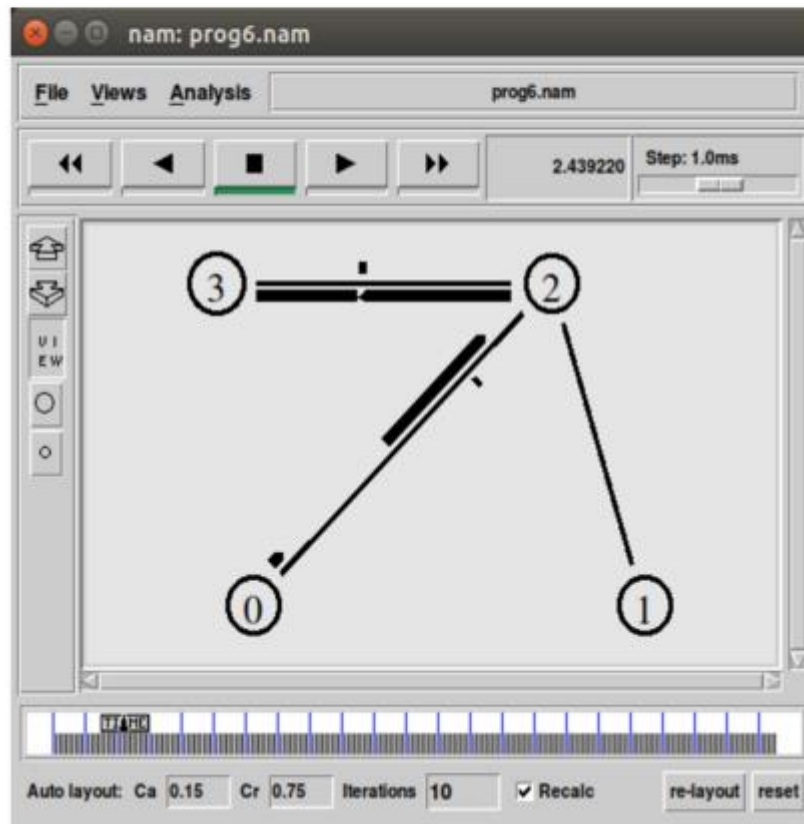 nam: prog6.nam
File Views Analysis prog6.nam
2.439220 Step: 1.0ms
3 2
V I
E W
0 1
TIME
Auto layout: Ca 0.15 Cr 0.75 Iterations 10 Recalc re-layout reset